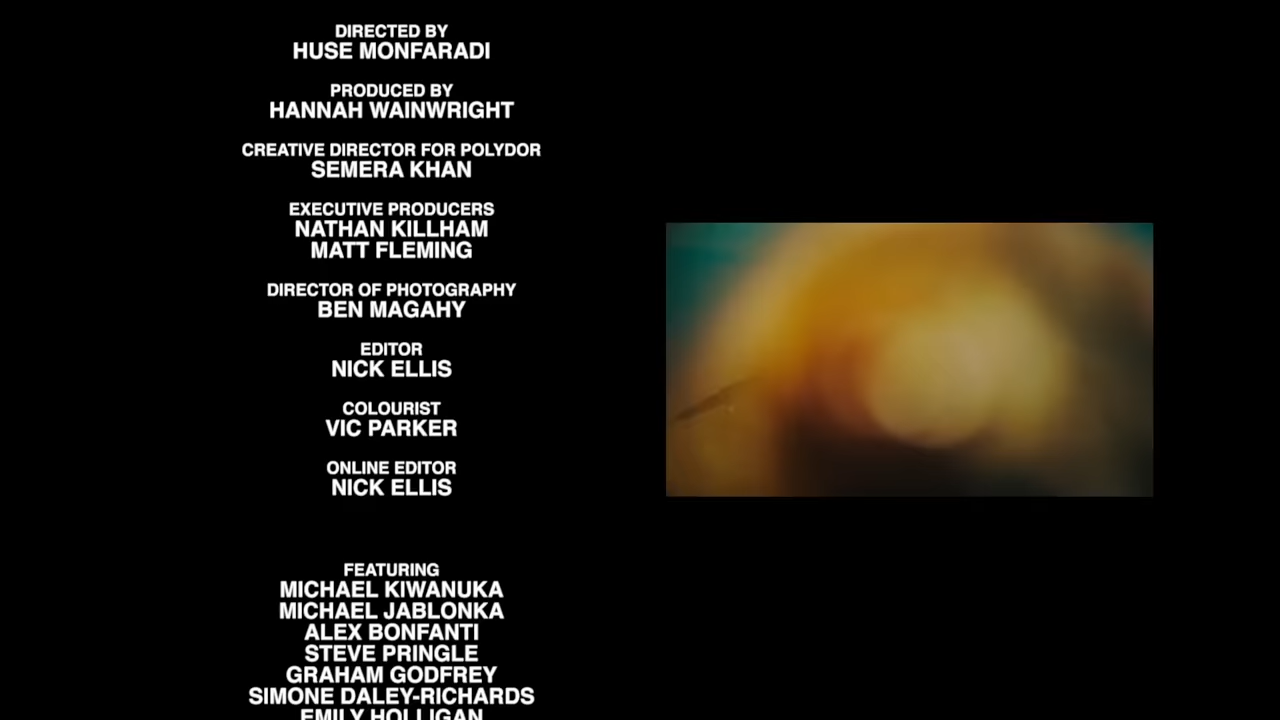 DIRECTED BY
HUSE MONFARADI
PRODUCED BY
HANNAH WAINWRIGHT
CREATIVE DIRECTOR FOR POLYDOR
SEMERA KHAN
EXECUTIVE PRODUCERS
NATHAN KILLHAM
MATT FLEMING
DIRECTOR OF PHOTOGRAPHY
BEN MAGAHY
EDITOR
NICK ELLIS
COLOURIST
VIC PARKER
ONLINE EDITOR
NICK ELLIS
FEATURING
MICHAEL KIWANUKA
MICHAEL JABLONKA
ALEX BONFANTI
STEVE PRINGLE
GRAHAM GODFREY
SIMONE DALEY-RICHARDS
EMILY HOLLIGAN